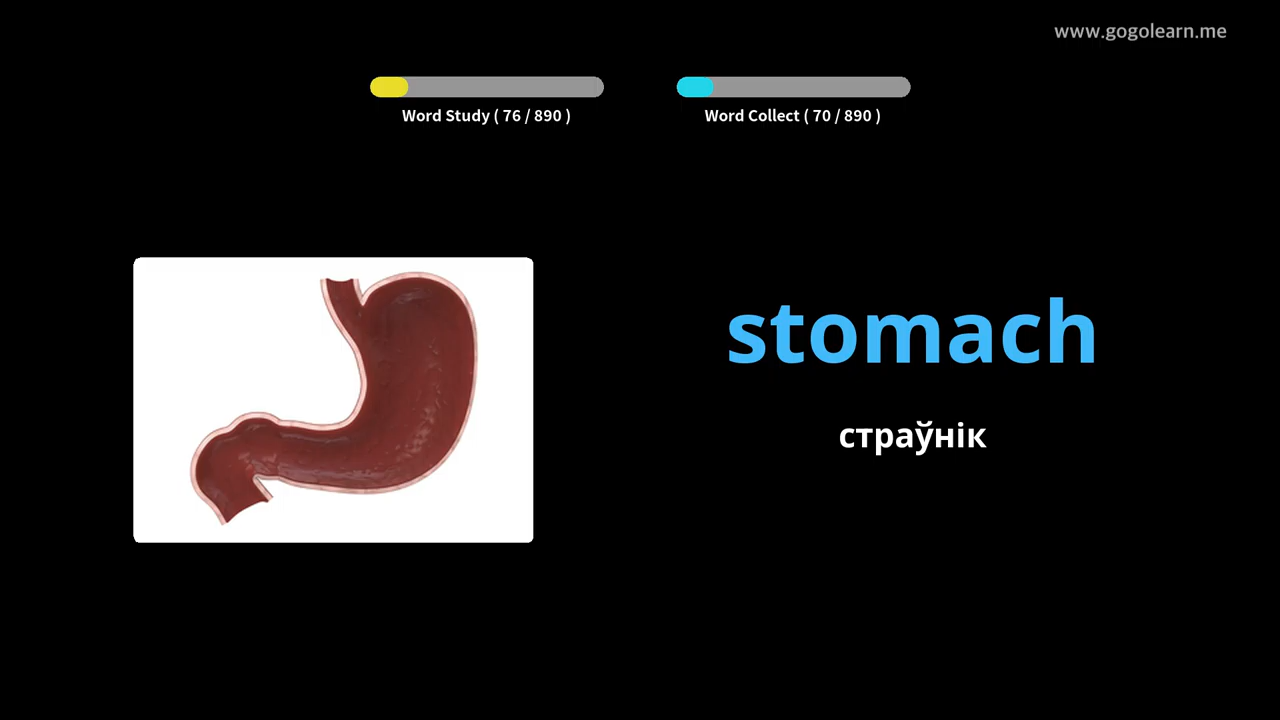 www.gogolearn.me
Word Study ( 76 / 890 )
Word Collect ( 70 / 890 )
stomach
страўнік